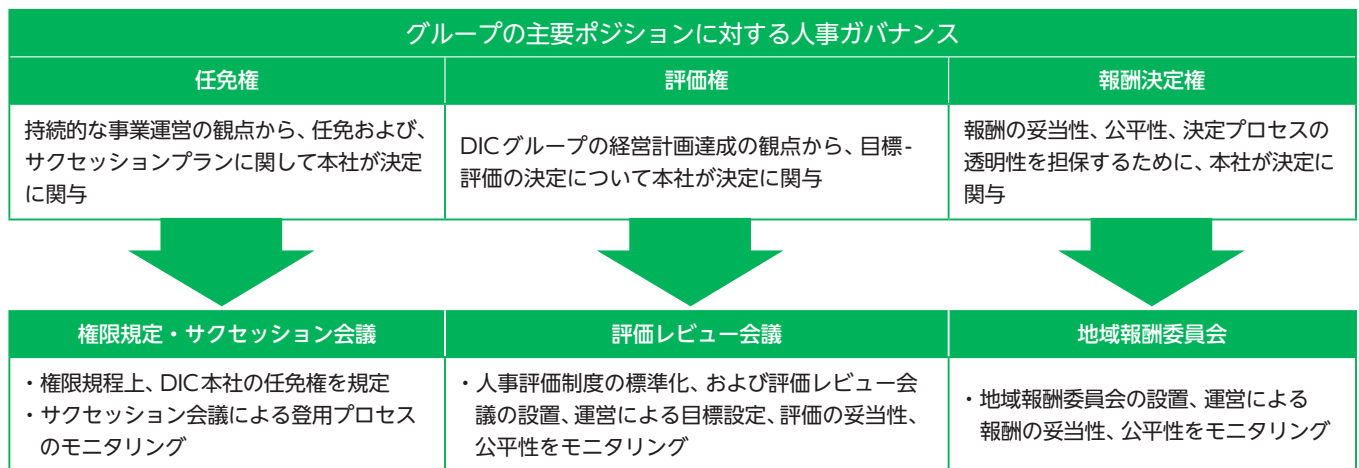 グループの主要ポジションに対する人事ガバナンス
任免権
評価権
報酬決定権
持続的な事業運営の観点から、任免および、
サクセッションプランに関して本社が決定
に関与
DICグループの経営計画達成の観点から、目標-
評価の決定について本社が決定に関与
報酬の妥当性、公平性、決定プロセスの
透明性を担保するために、本社が決定に
関与
権限規定・サクセッション会議
評価レビュー会議
地域報酬委員会
・権限規程上、DIC本社の任免権を規定
・サクセッション会議による登用プロセス
のモニタリング
・人事評価制度の標準化、および評価レビュー会
議の設置、運営による目標設定、評価の妥当性、
公平性をモニタリング
・地域報酬委員会の設置、運営による
報酬の妥当性、公平性をモニタリング